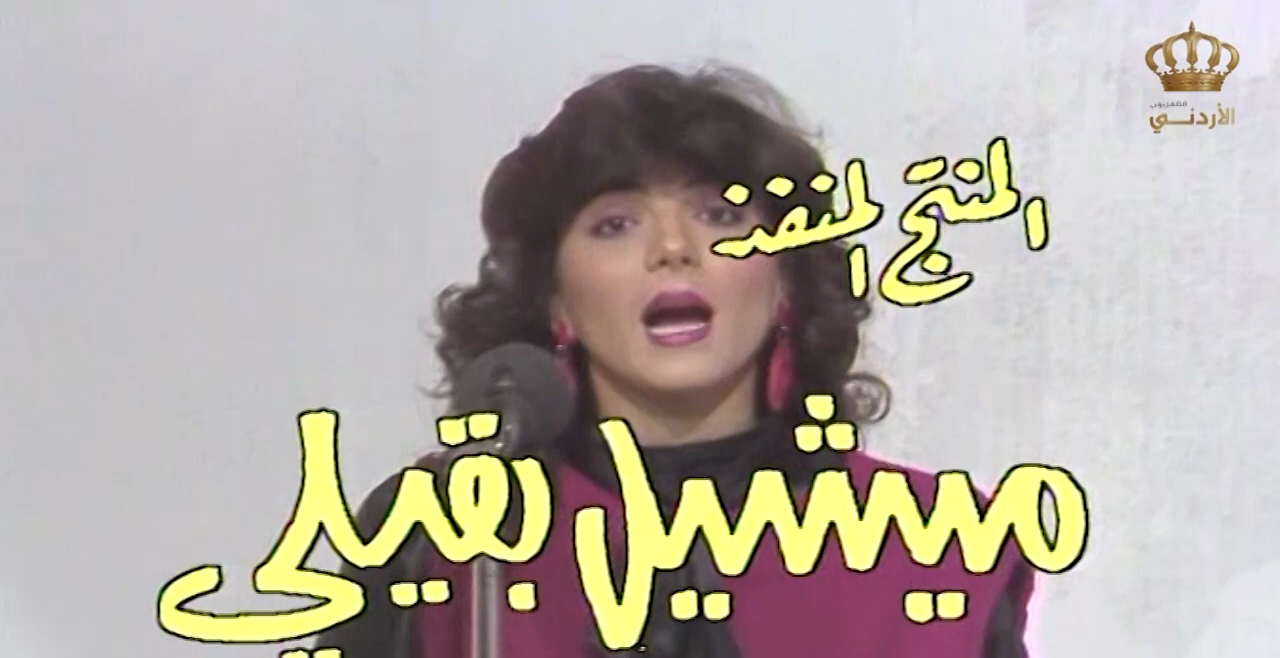 الأردني
المنتج المنفذ
ميشيل بقيلي